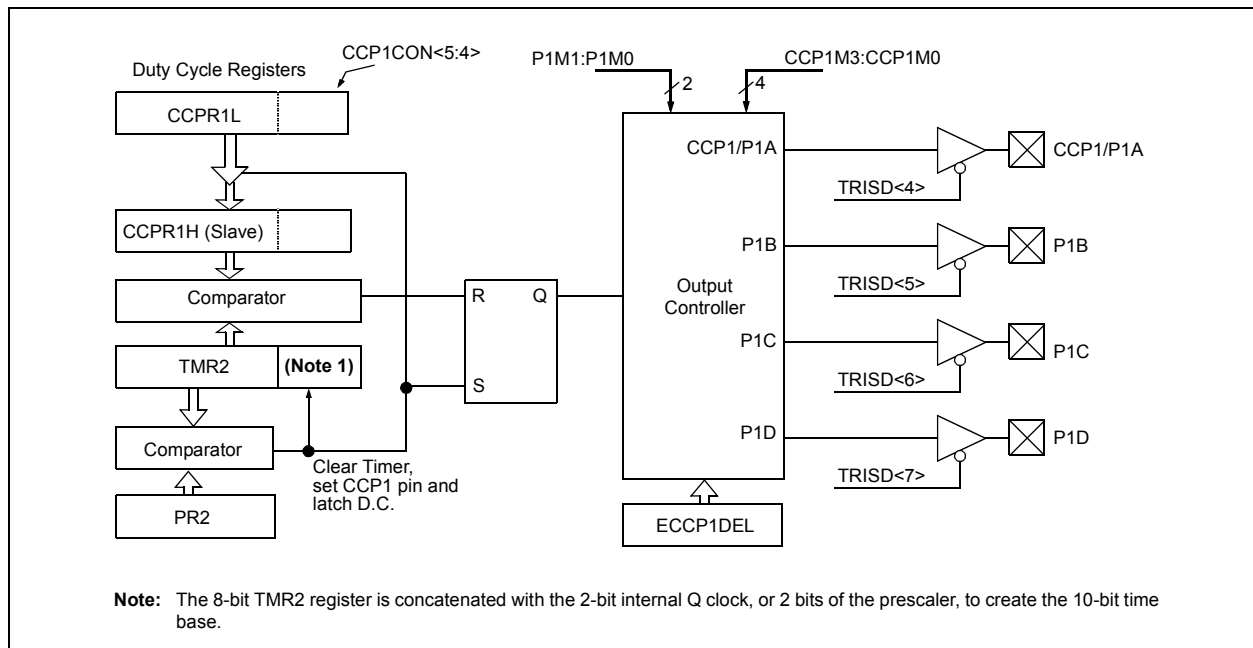 CCP1CON<5:4>
Duty Cycle Registers
CCPR1L
CCPR1H (Slave)
Comparator
TMR2
(Note 1)
Comparator
PR2
Clear Timer,
set CCP1 pin and
latch D.C.
R
Q
S
P1M1:P1M0
2
CCP1M3:CCP1M0
4
Output
Controller
CCP1/P1A
P1B
P1C
P1D
ECCP1DEL
TRISD<4>
CCP1/P1A
TRISD<5>
P1B
TRISD<6>
P1C
TRISD<7>
P1D
Note: The 8-bit TMR2 register is concatenated with the 2-bit internal Q clock, or 2 bits of the prescaler, to create the 10-bit time
base.